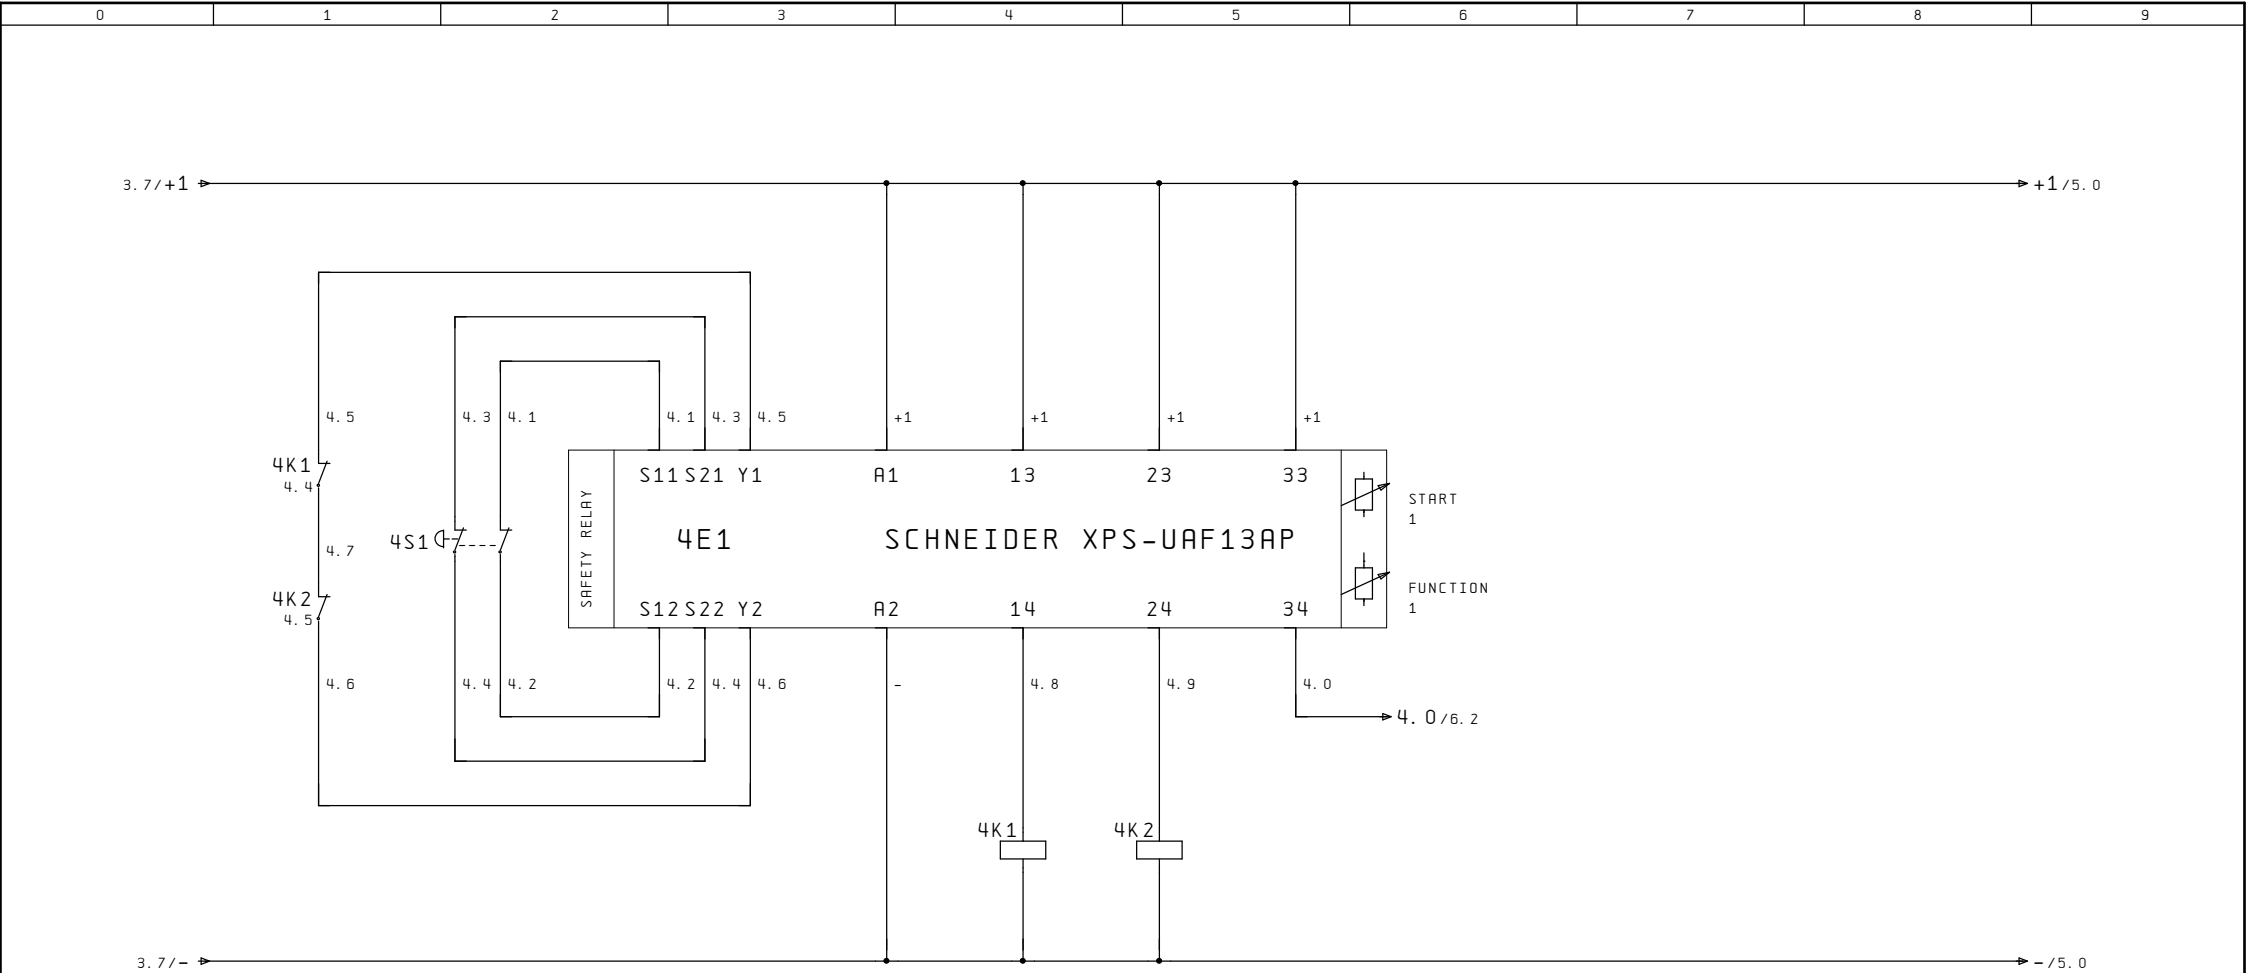 0 1 2 3 4 5 6 7 8 9
3.7/+1 +1/5.0
4.5 4.3 4.1 4.1 4.3 4.5 +1 +1 +1 +1
4K1
4.4
S11 S21 Y1 A1 13 23 33
START
1
SAFETY RELAY
4S1
4E1 SCHNEIDER XPS-UAF13AP
4.7
4K2
4.5
S12 S22 Y2 A2 14 24 34
FUNCTION
1
4.6 4.4 4.2 4.2 4.4 4.6 - 4.8 4.9 4.0
4.0/6.2
4K1 4K2
3.7/- -/5.0